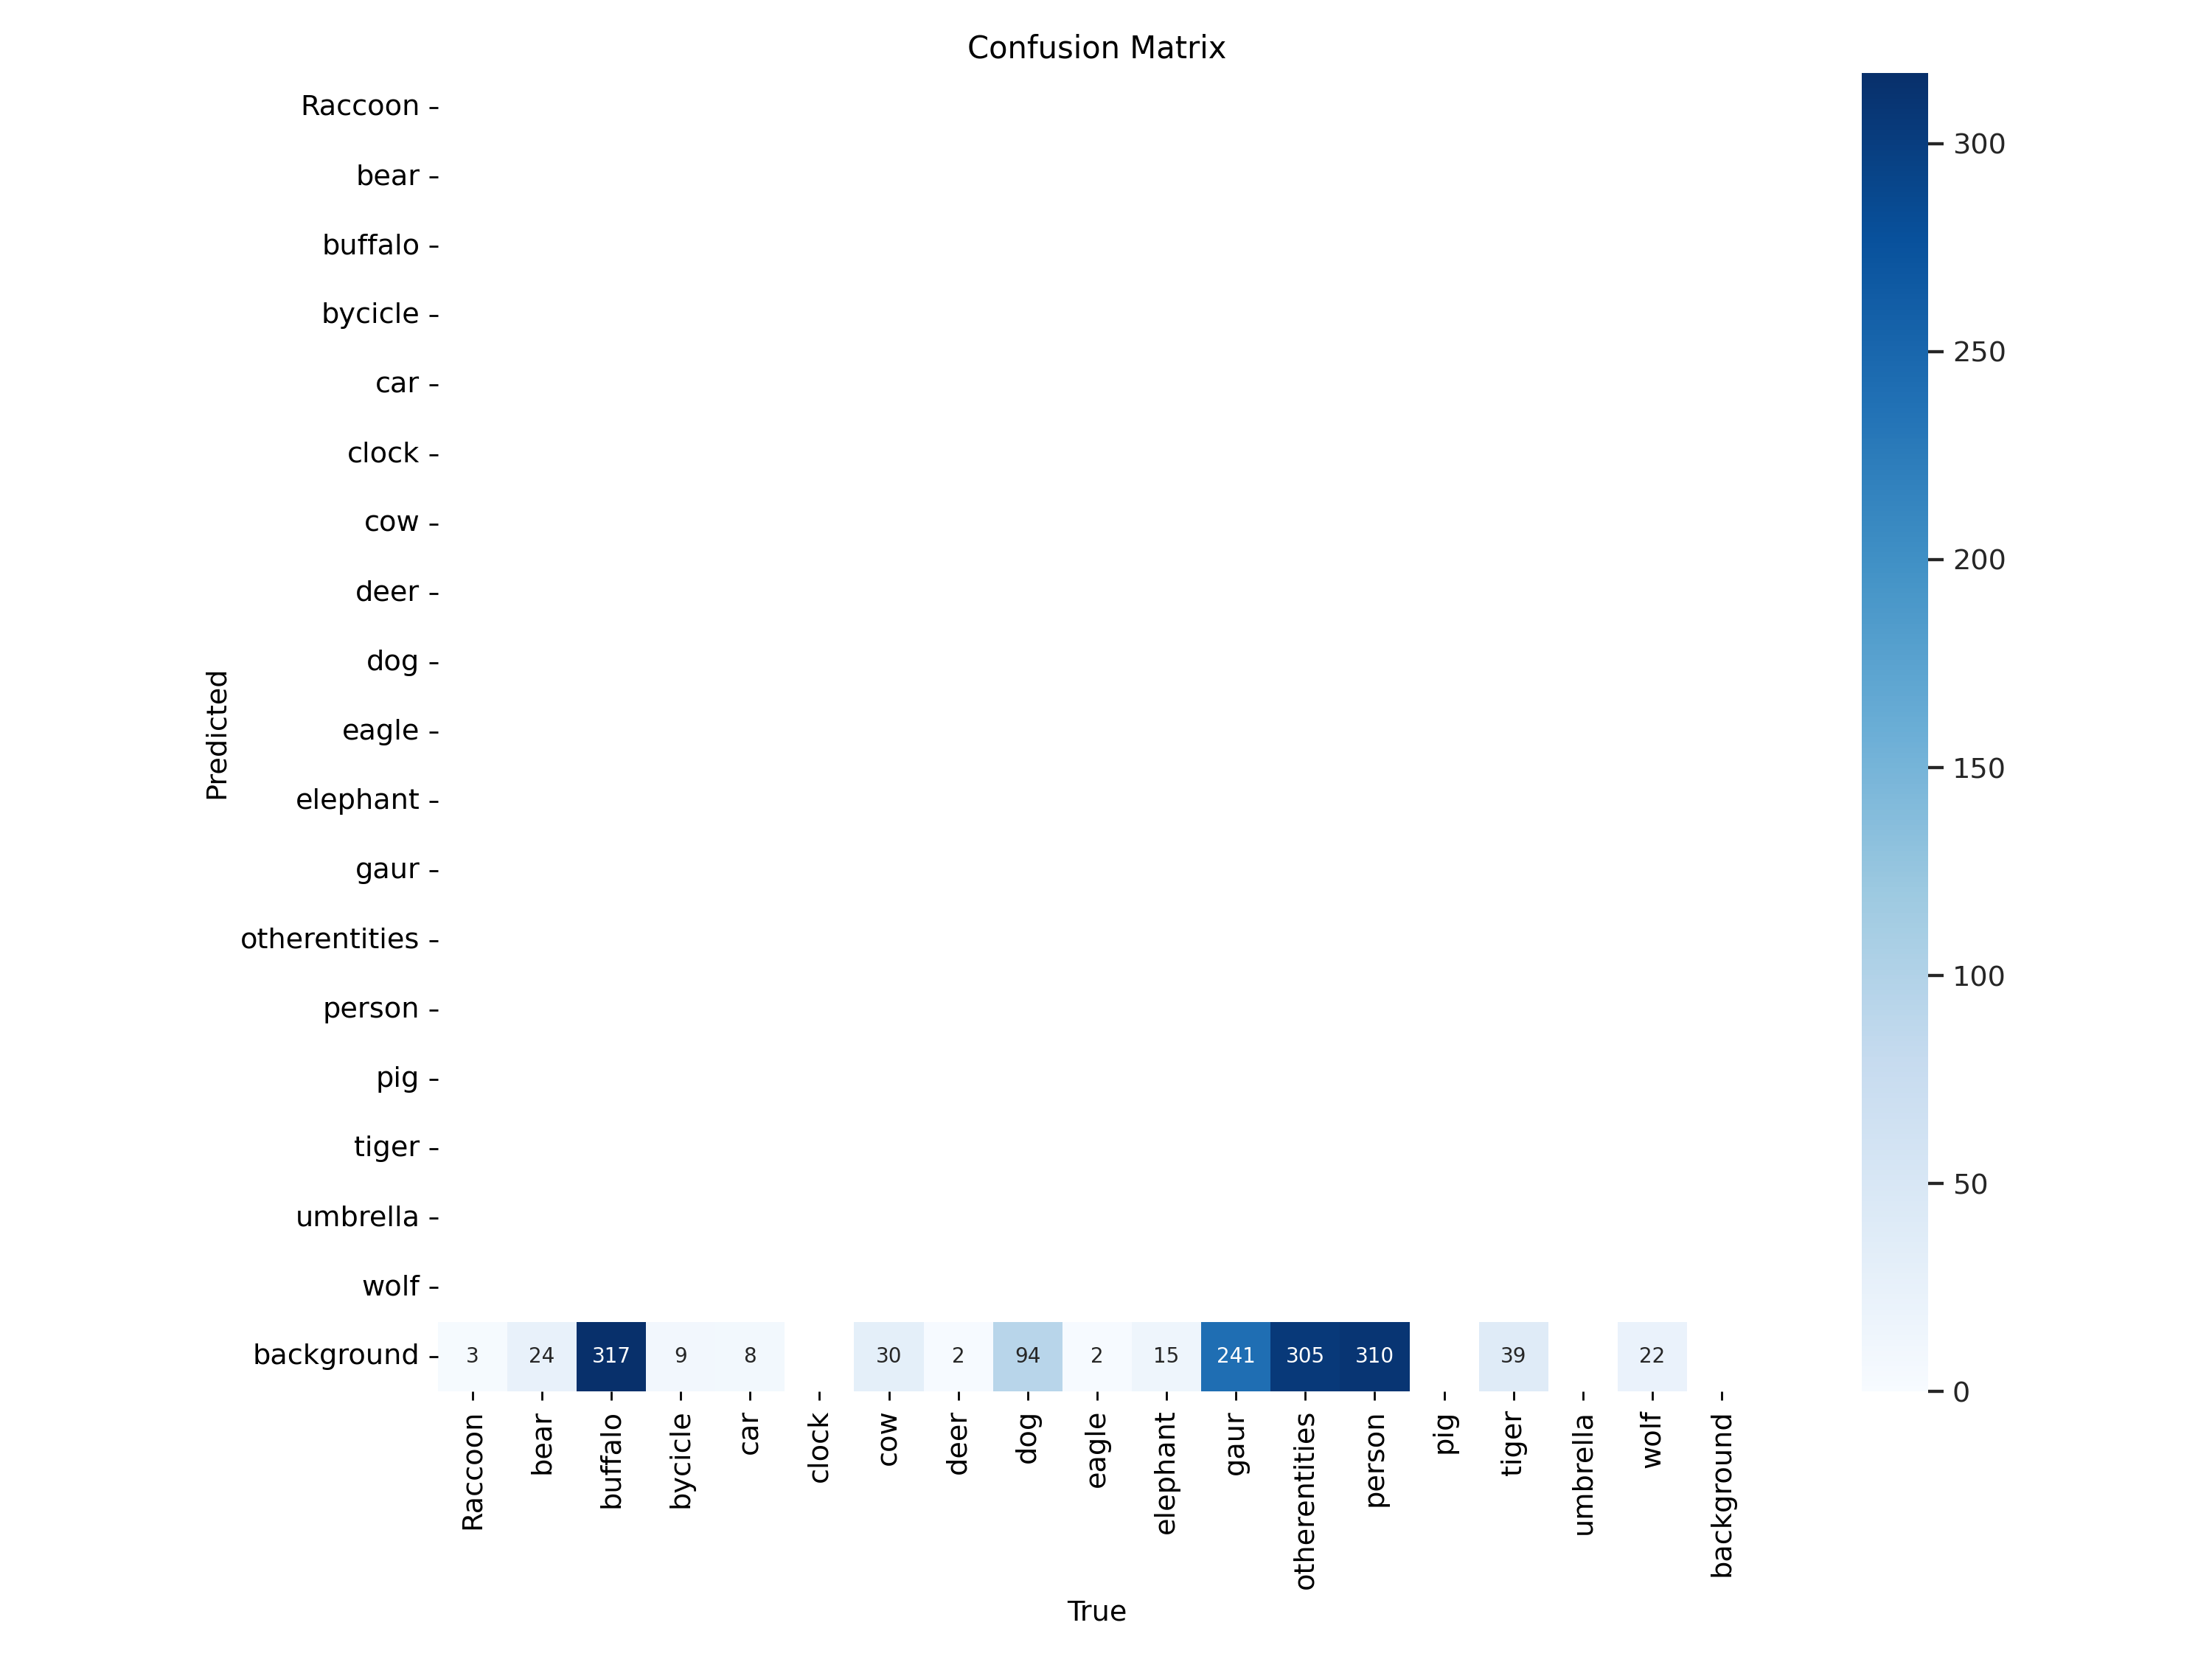 Confusion Matrix
Raccoon
bear
buffalo
bycicle
car
clock
cow
deer
dog
eagle
elephant
gaur
otherentities
person
pig
tiger
umbrella
wolf
background
Predicted
3 24 317 9 8 30 2 94 2 15 241 305 310 39 22
Raccoon bear buffalo bycicle car clock cow deer dog eagle elephant gaur otherentities person pig tiger umbrella wolf background
True
300
250
200
150
100
50
0